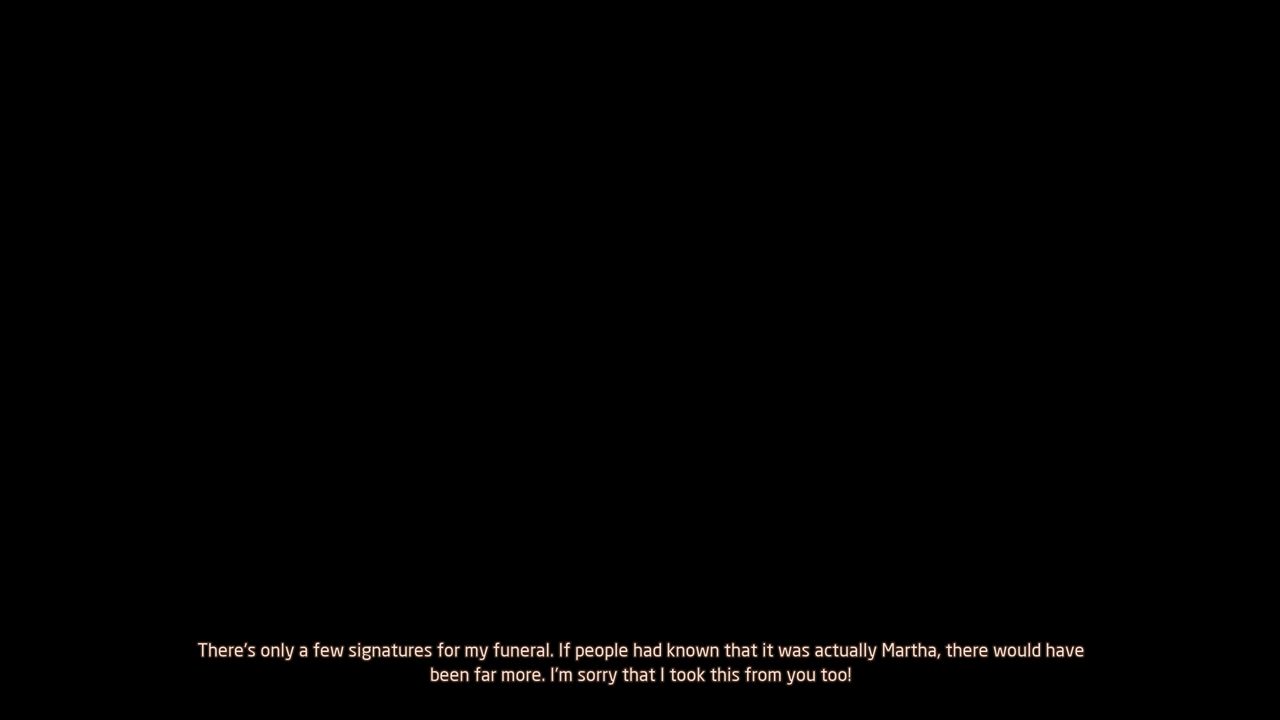 There's only a few signatures for my funeral. If people had known that it was actually Martha, there would have
been far more. I'm sorry that I took this from you too!